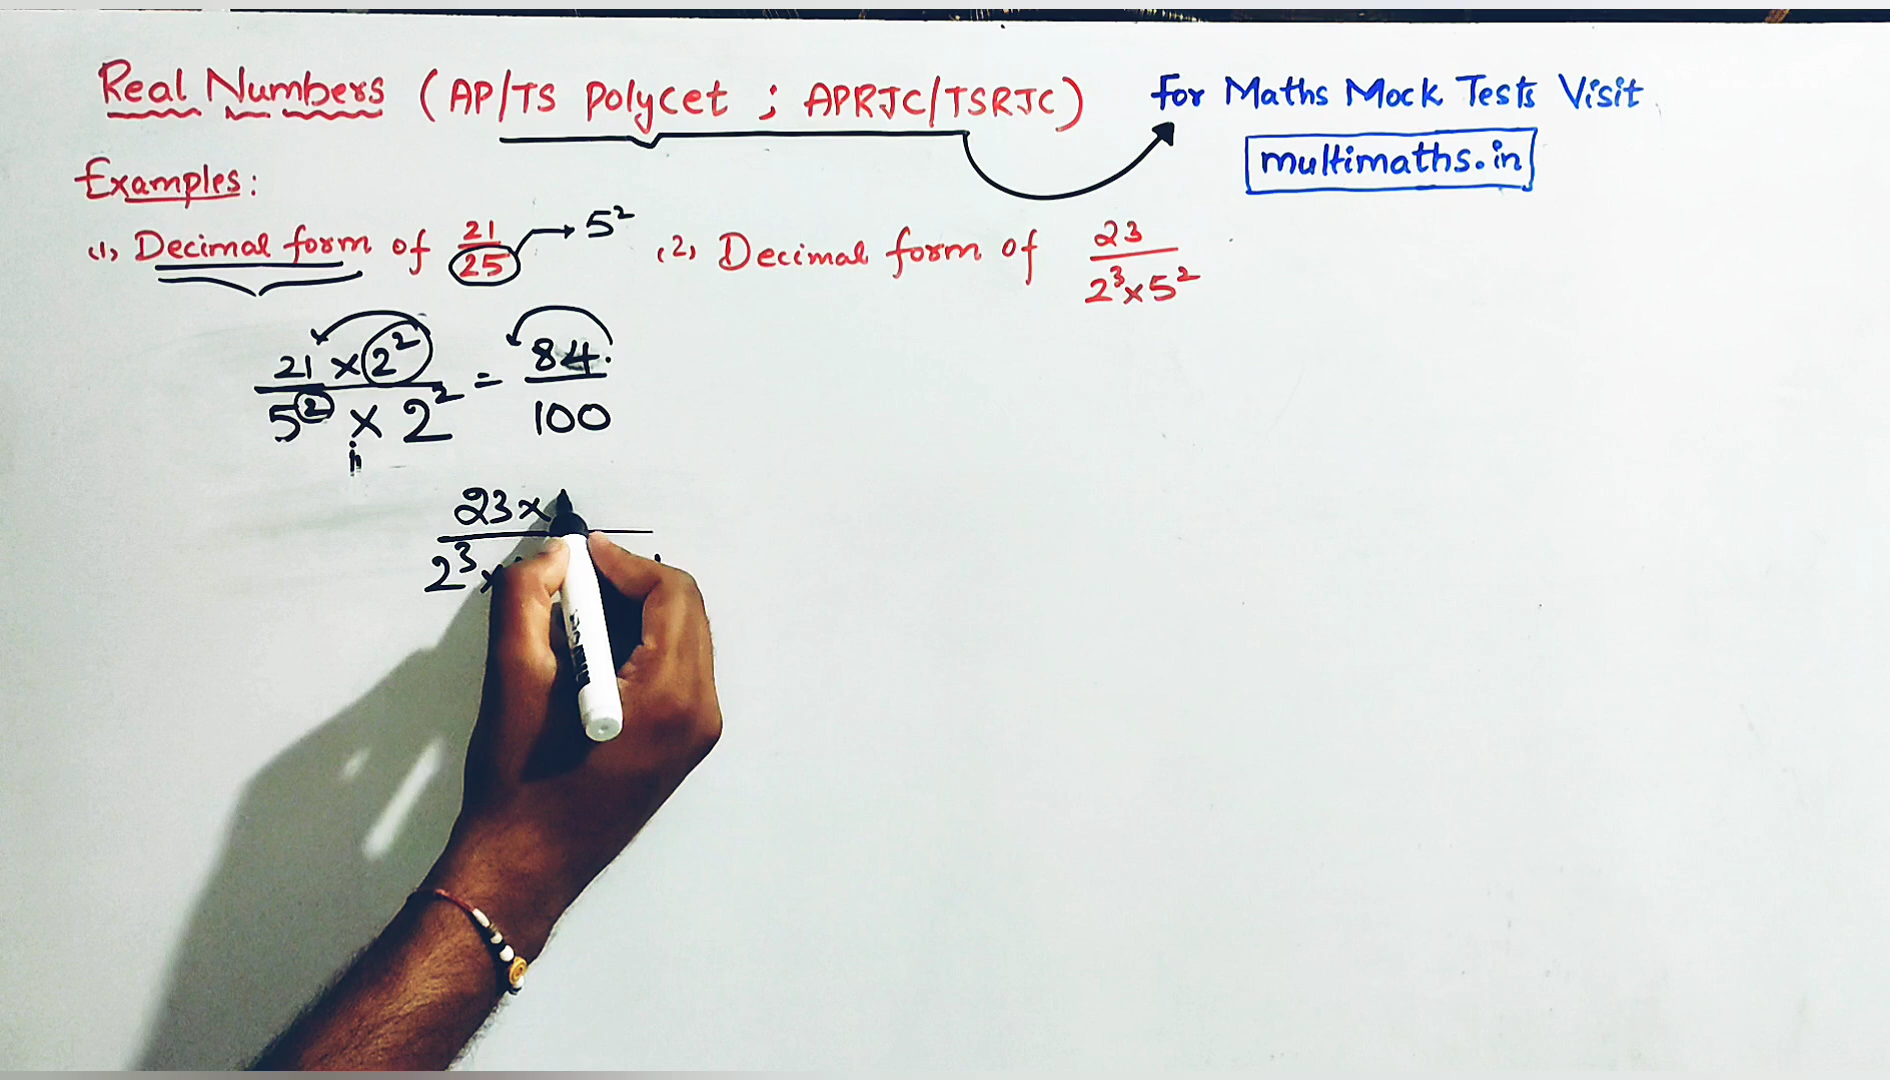 Real Numbers (AP/TS Polycet ; APRJC/TSRJC)
For Maths Mock Tests Visit
multimaths.in
Examples:
(1) Decimal form of 21/25 → 5²
(2) Decimal form of 23/2³×5²
21 × 2² / 5² × 2² = 84. / 100
23 ×
2³ ×